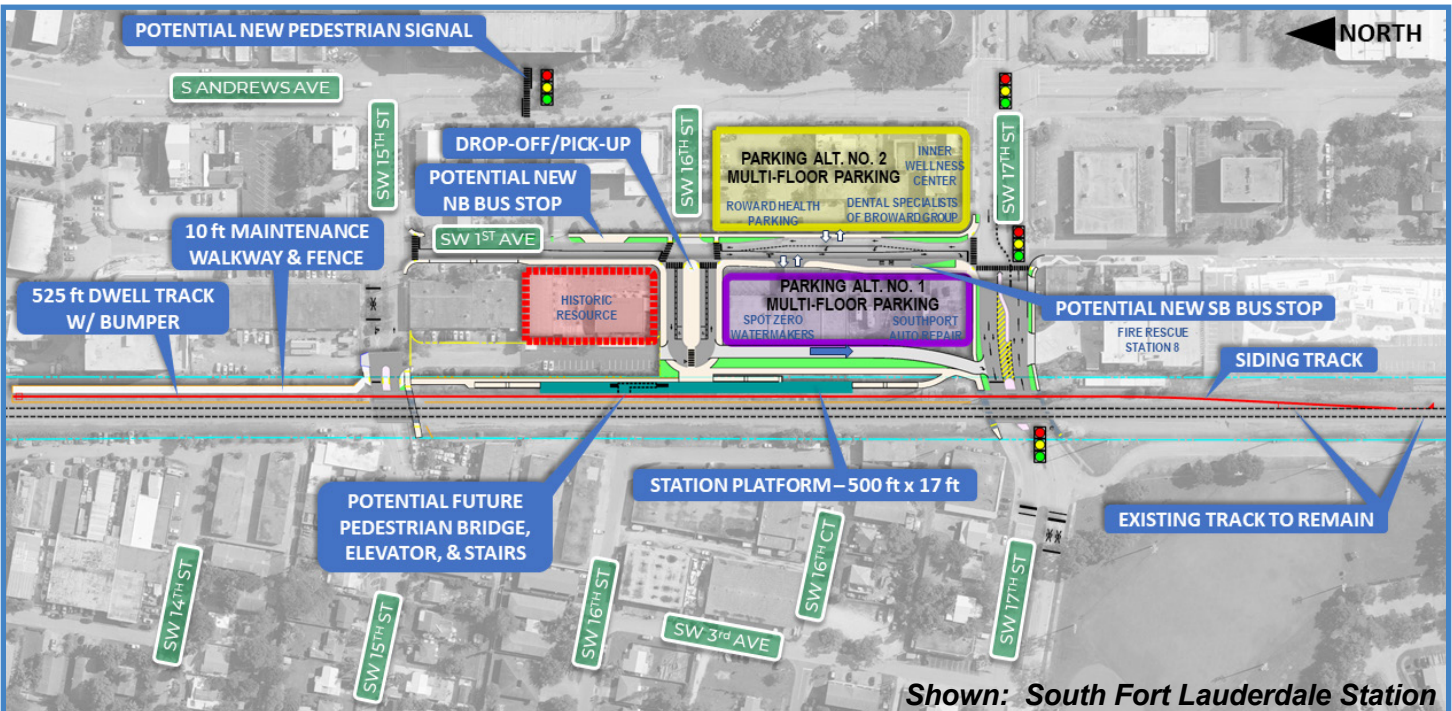 POTENTIAL NEW PEDESTRIAN SIGNAL
NORTH
S ANDREWS AVE
SW 15TH ST
DROP-OFF/PICK-UP
SW 16TH ST
POTENTIAL NEW
NB BUS STOP
SW 1ST AVE
PARKING ALT. NO. 2
MULTI-FLOOR PARKING
INNER
WELLNESS
CENTER
ROWARD HEALTH
PARKING
DENTAL SPECIALISTS
OF BROWARD GROUP
SW 17TH ST
10 ft MAINTENANCE
WALKWAY & FENCE
525 ft DWELL TRACK
W/ BUMPER
HISTORIC
RESOURCE
PARKING ALT. NO. 1
MULTI-FLOOR PARKING
SPOT ZERO
WATERMAKERS
SOUTHPORT
AUTO REPAIR
POTENTIAL NEW SB BUS STOP
FIRE RESCUE
STATION 8
SIDING TRACK
POTENTIAL FUTURE
PEDESTRIAN BRIDGE,
ELEVATOR, & STAIRS
STATION PLATFORM – 500 ft x 17 ft
EXISTING TRACK TO REMAIN
SW 14TH ST
SW 15TH ST
SW 16TH ST
SW 3rd AVE
SW 16TH CT
SW 17TH ST
Shown: South Fort Lauderdale Station